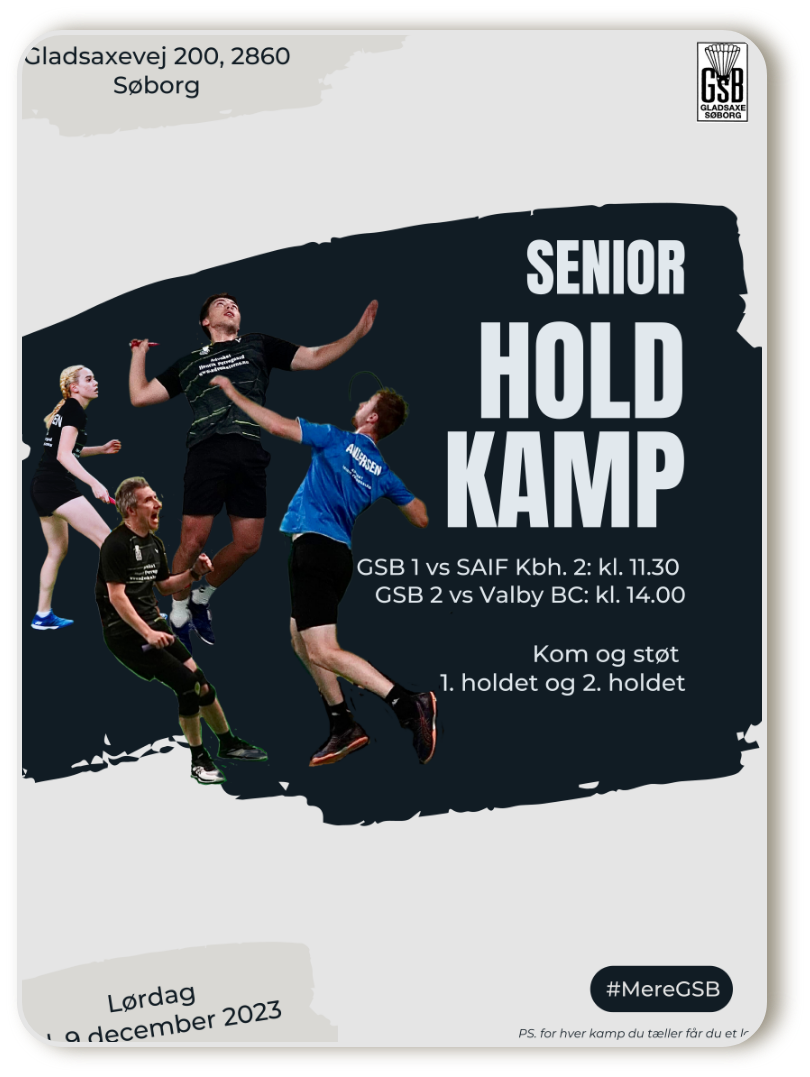 Gladsaxevej 200, 2860
Søborg
GSB
GLADSAXE
SØBORG
SENIOR
HOLD
KAMP
ANDERSEN
GSB 1 vs SAIF Kbh. 2: kl. 11.30
GSB 2 vs Valby BC: kl. 14.00
Kom og støt
1. holdet og 2. holdet
Lørdag
9 december 2023
#MereGSB
PS. for hver kamp du tæller får du et